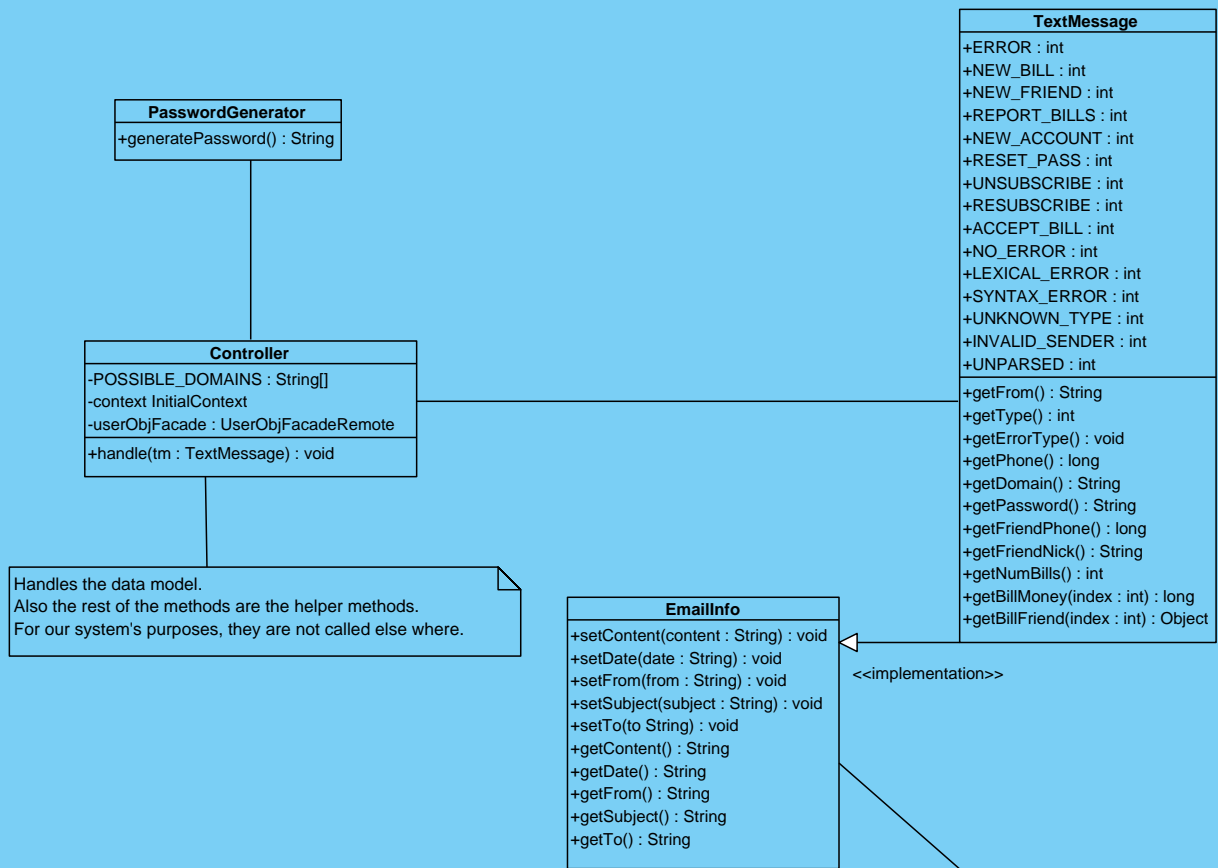 PasswordGenerator
+generatePassword() : String
Controller
-POSSIBLE_DOMAINS : String[]
-context InitialContext
-userObjFacade : UserObjFacadeRemote
+handle(tm : TextMessage) : void
Handles the data model.
Also the rest of the methods are the helper methods.
For our system's purposes, they are not called else where.
TextMessage
+ERROR : int
+NEW_BILL : int
+NEW_FRIEND : int
+REPORT_BILLS : int
+NEW_ACCOUNT : int
+RESET_PASS : int
+UNSUBSCRIBE : int
+RESUBSCRIBE : int
+ACCEPT_BILL : int
+NO_ERROR : int
+LEXICAL_ERROR : int
+SYNTAX_ERROR : int
+UNKNOWN_TYPE : int
+INVALID_SENDER : int
+UNPARSED : int
+getFrom() : String
+getType() : int
+getErrorType() : void
+getPhone() : long
+getDomain() : String
+getPassword() : String
+getFriendPhone() : long
+getFriendNick() : String
+getNumBills() : int
+getBillMoney(index : int) : long
+getBillFriend(index : int) : Object
<<implementation>>
EmailInfo
+setContent(content : String) : void
+setDate(date : String) : void
+setFrom(from : String) : void
+setSubject(subject : String) : void
+setTo(to String) : void
+getContent() : String
+getDate() : String
+getFrom() : String
+getSubject() : String
+getTo() : String